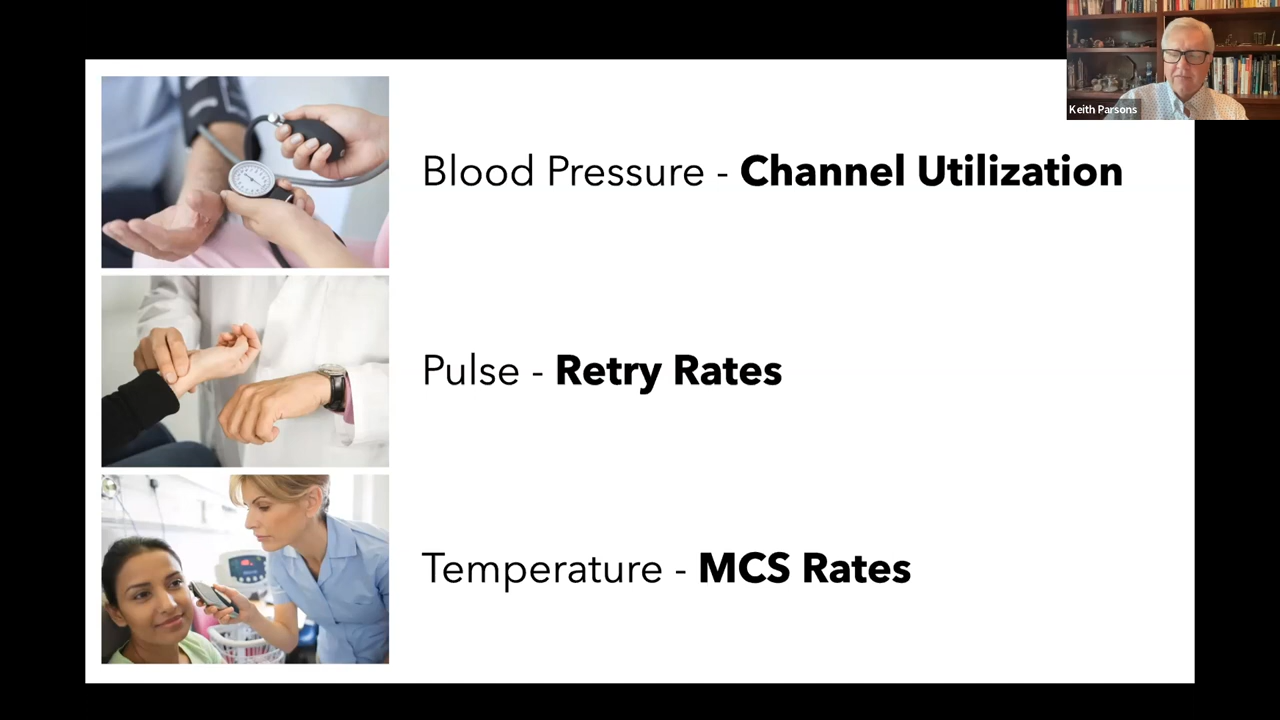 Keith Parsons
Blood Pressure - Channel Utilization
Pulse - Retry Rates
Temperature - MCS Rates